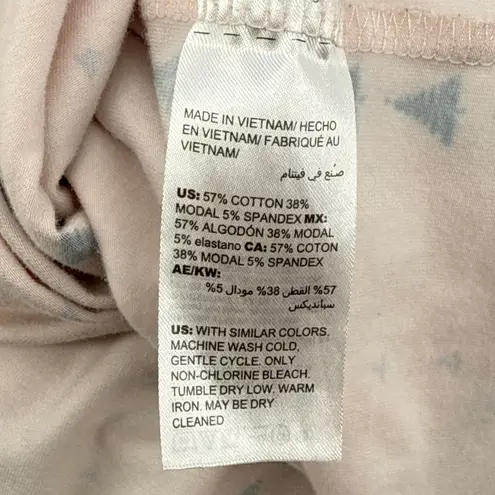 MADE IN VIETNAM/ HECHO
EN VIETNAM/ FABRIQUÉ AU
VIETNAM/
صنع في فيتنام
US: 57% COTTON 38%
MODAL 5% SPANDEX MX:
57% ALGODÓN 38% MODAL
5% elastano CA: 57% COTON
38% MODAL 5% SPANDEX
AE/KW:
57% القطن 38% مودال 5%
سبانديكس
US: WITH SIMILAR COLORS.
MACHINE WASH COLD,
GENTLE CYCLE. ONLY
NON-CHLORINE BLEACH.
TUMBLE DRY LOW. WARM
IRON. MAY BE DRY
CLEANED